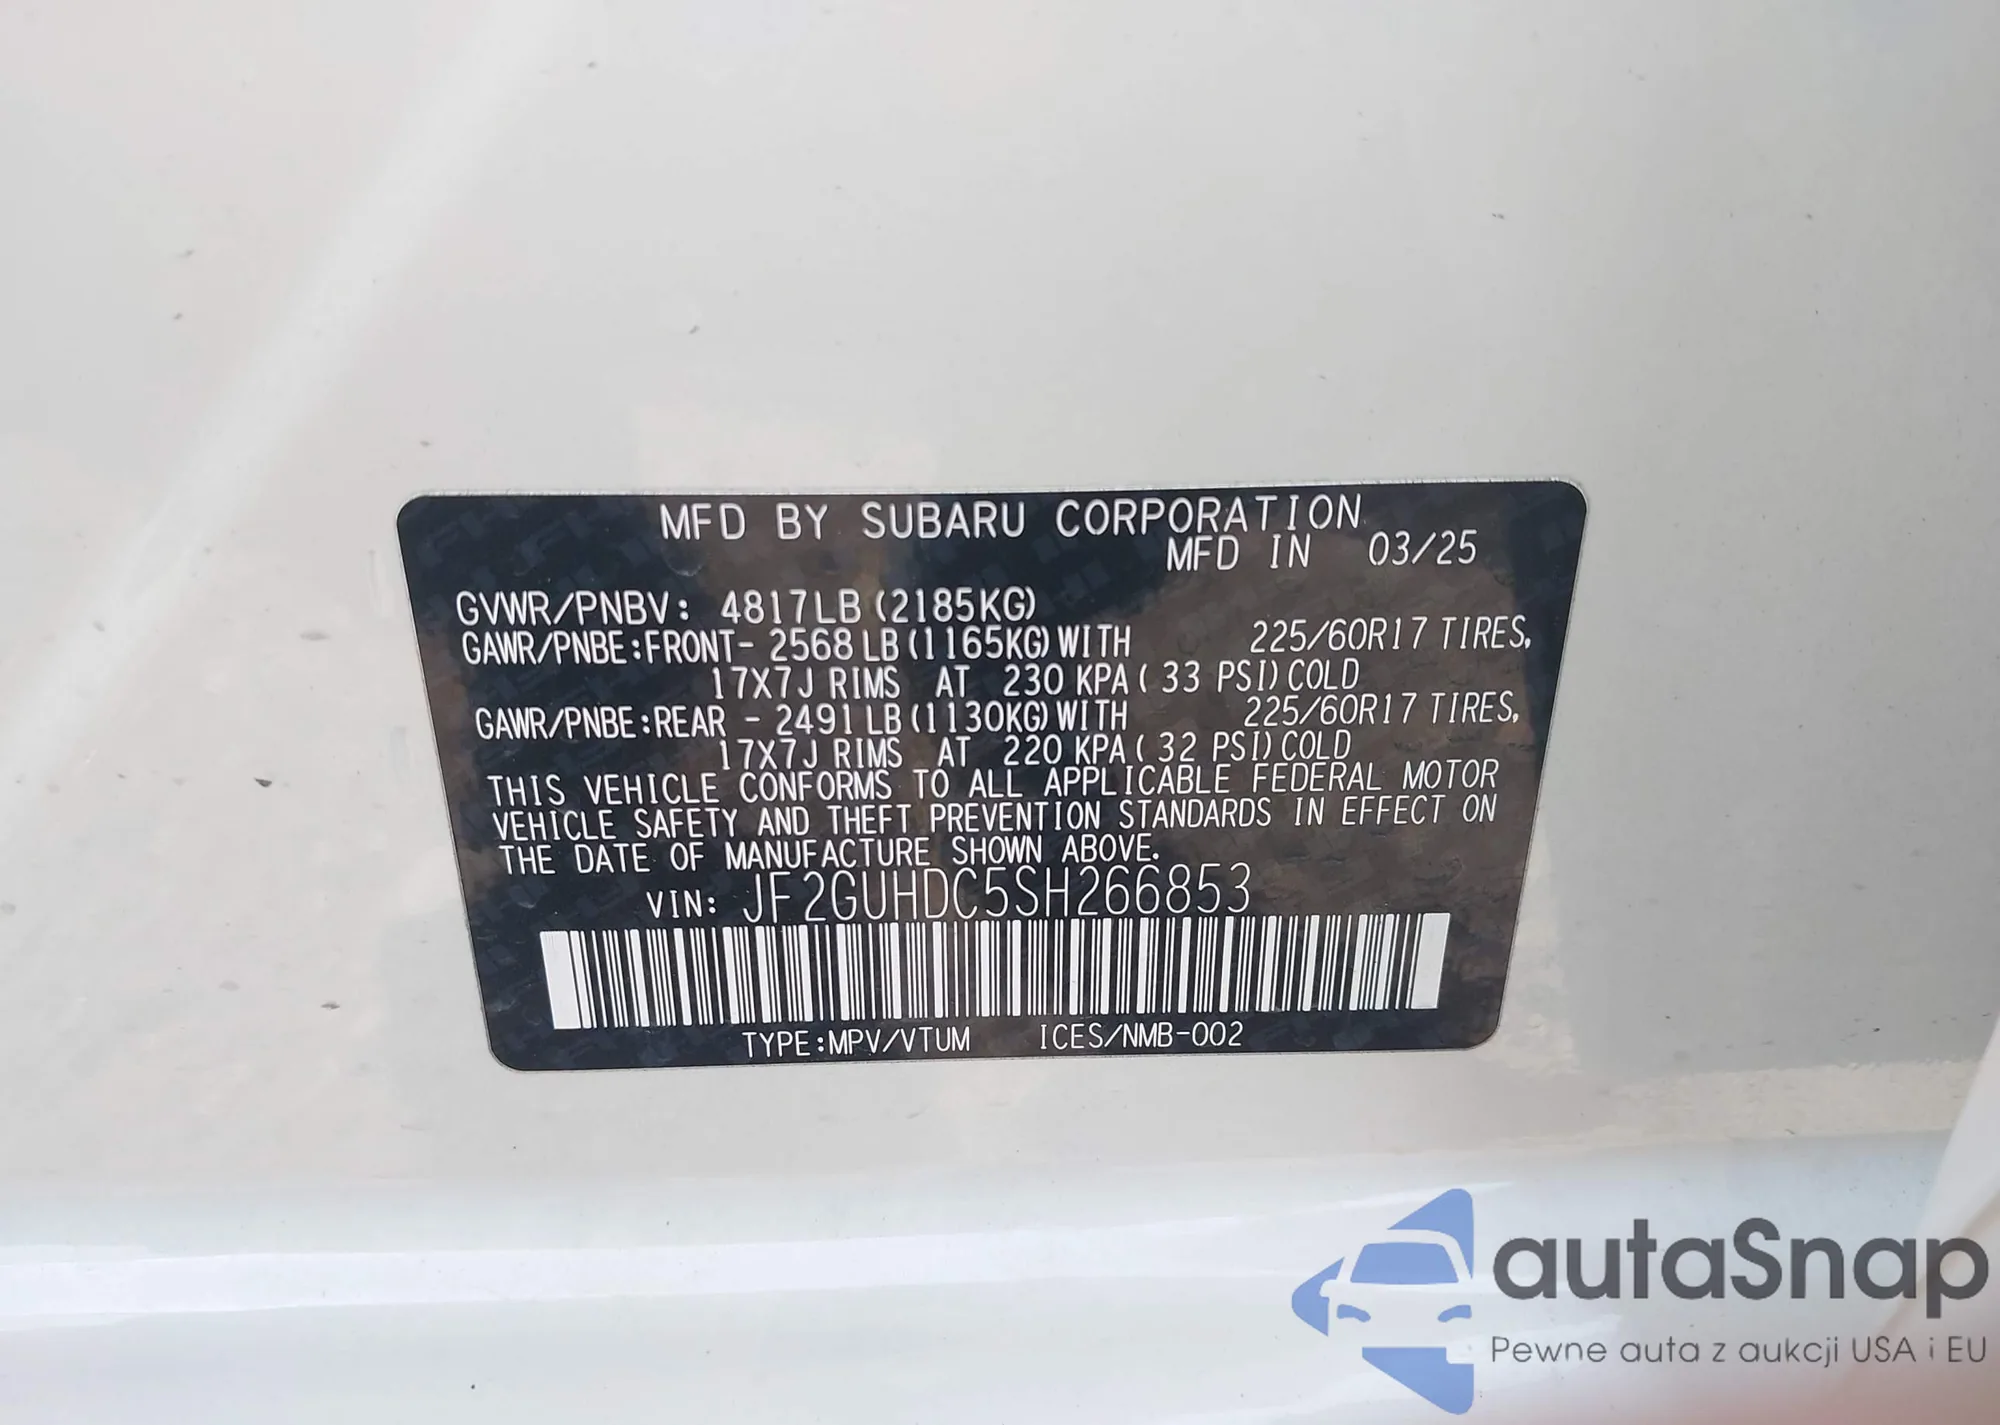 MFD BY SUBARU CORPORATION
MFD IN 03/25
GVWR/PNBV: 4817LB(2185KG)
GAWR/PNBE:FRONT- 2568LB(1165KG)WITH 225/60R17 TIRES,
17X7J RIMS AT 230 KPA( 33 PSI)COLD
GAWR/PNBE:REAR - 2491LB(1130KG)WITH 225/60R17 TIRES,
17X7J RIMS AT 220 KPA( 32 PSI)COLD
THIS VEHICLE CONFORMS TO ALL APPLICABLE FEDERAL MOTOR
VEHICLE SAFETY AND THEFT PREVENTION STANDARDS IN EFFECT ON
THE DATE OF MANUFACTURE SHOWN ABOVE.
VIN: JF2GUHDC5SH266853
TYPE:MPV/VTUM ICES/NMB-002
autaSnap
Pewne auta z aukcji USA i EU